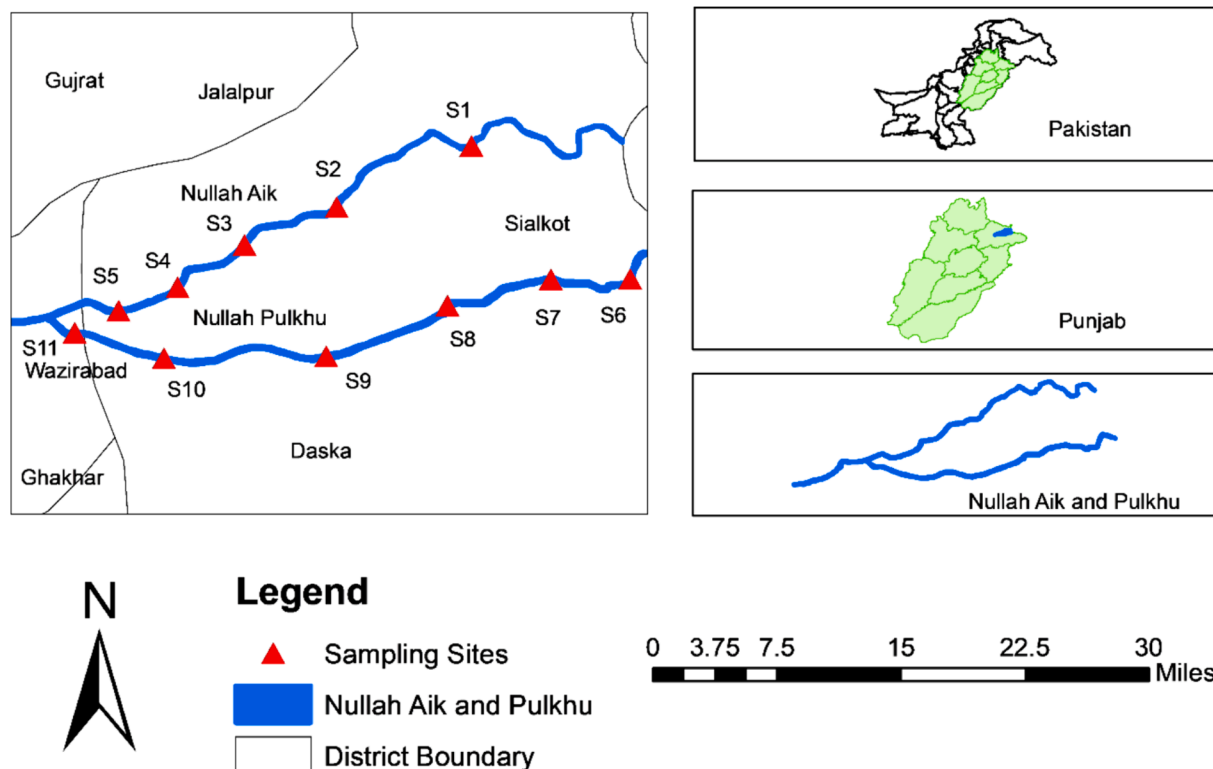 Gujrat
Jalalpur
S1
Nullah Aik
S2
S3
Sialkot
S4
S5
Nullah Pulkhu
S6
S7
S8
S11
Wazirabad
S10
S9
Daska
Ghakhar
Pakistan
Punjab
Nullah Aik and Pulkhu
N
Legend
Sampling Sites
Nullah Aik and Pulkhu
District Boundary
0 3.75 7.5 15 22.5 30
Miles